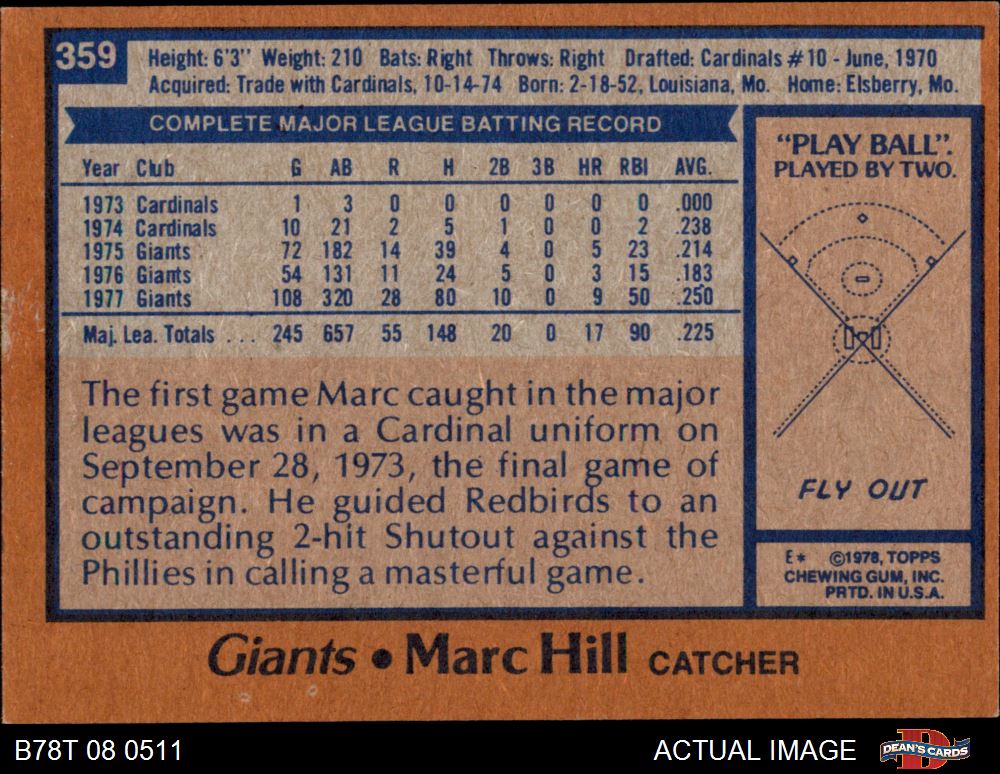 359
Height: 6'3'' Weight: 210 Bats: Right Throws: Right Drafted: Cardinals #10 - June, 1970
Acquired: Trade with Cardinals, 10-14-74 Born: 2-18-52, Louisiana, Mo. Home: Elsberry, Mo.
COMPLETE MAJOR LEAGUE BATTING RECORD
Year Club G AB R H 2B 3B HR RBI AVG.
1973 Cardinals 1 3 0 0 0 0 0 0 .000
1974 Cardinals 10 21 2 5 1 0 0 2 .238
1975 Giants 72 182 14 39 4 0 5 23 .214
1976 Giants 54 131 11 24 5 0 3 15 .183
1977 Giants 108 320 28 80 10 0 9 50 .250
Maj. Lea. Totals ... 245 657 55 148 20 0 17 90 .225
The first game Marc caught in the major
leagues was in a Cardinal uniform on
September 28, 1973, the final game of
campaign. He guided Redbirds to an
outstanding 2-hit Shutout against the
Phillies in calling a masterful game.
"PLAY BALL".
PLAYED BY TWO.
FLY OUT
E* ©1978, TOPPS
CHEWING GUM, INC.
PRTD. IN U.S.A.
Giants • Marc Hill CATCHER
B78T 08 0511
ACTUAL IMAGE
DEAN'S CARDS